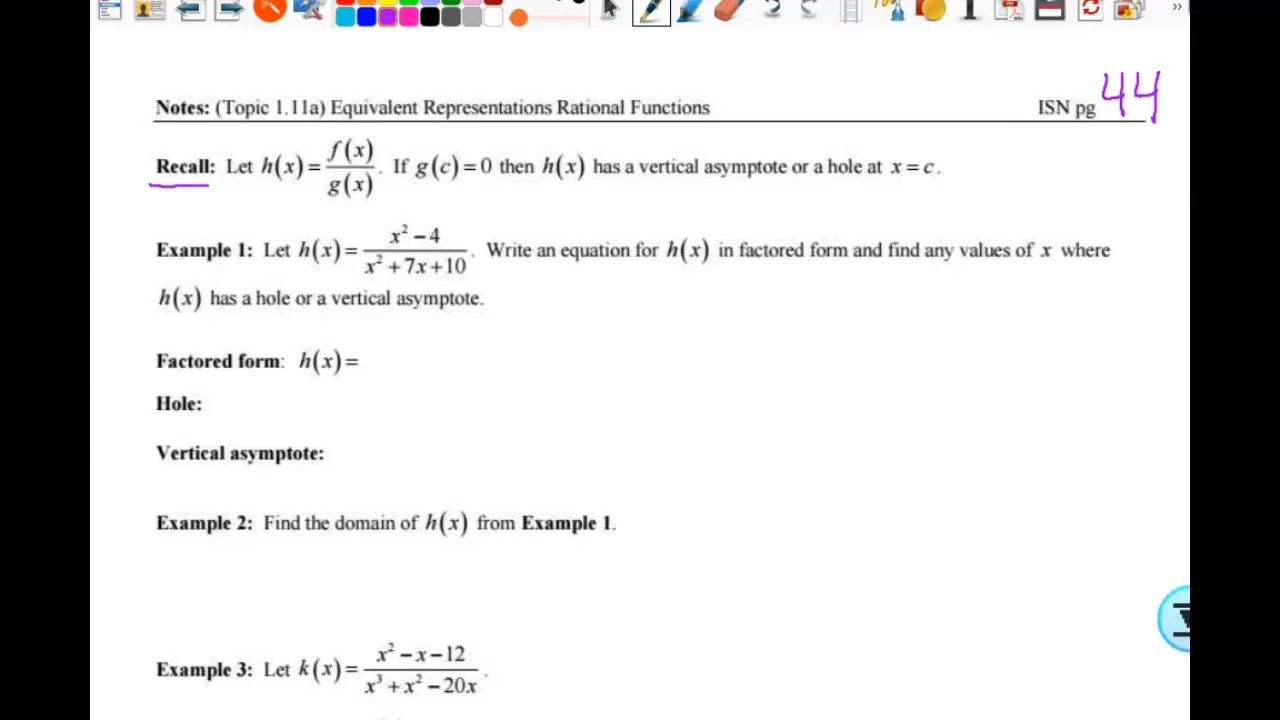 Notes: (Topic 1.11a) Equivalent Representations Rational Functions ISN pg 44
Recall: Let h(x) = f(x)/g(x). If g(c) = 0 then h(x) has a vertical asymptote or a hole at x = c.
Example 1: Let h(x) = (x² − 4)/(x² + 7x + 10). Write an equation for h(x) in factored form and find any values of x where
h(x) has a hole or a vertical asymptote.
Factored form: h(x) =
Hole:
Vertical asymptote:
Example 2: Find the domain of h(x) from Example 1.
Example 3: Let k(x) = (x² − x − 12)/(x³ + x² − 20x).